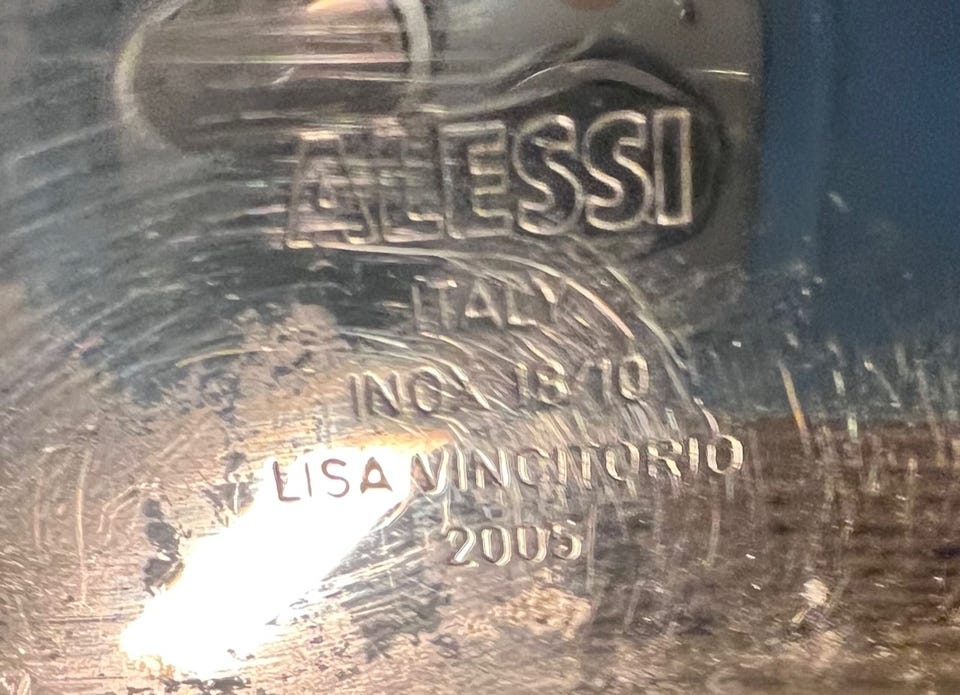 ALESSI
ITALY
INOX 18/10
LISA VINCITORIO
2005